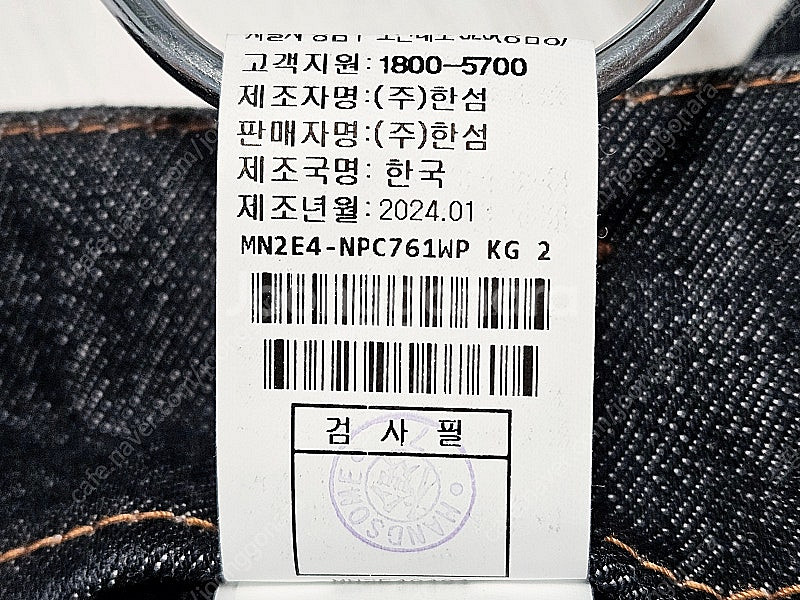 고객지원: 1800-5700
제조자명:(주)한섬
판매자명:(주)한섬
제조국명: 한국
제조년월: 2024.01
MN2E4-NPC761WP KG 2
검 사 필
HANDSOME